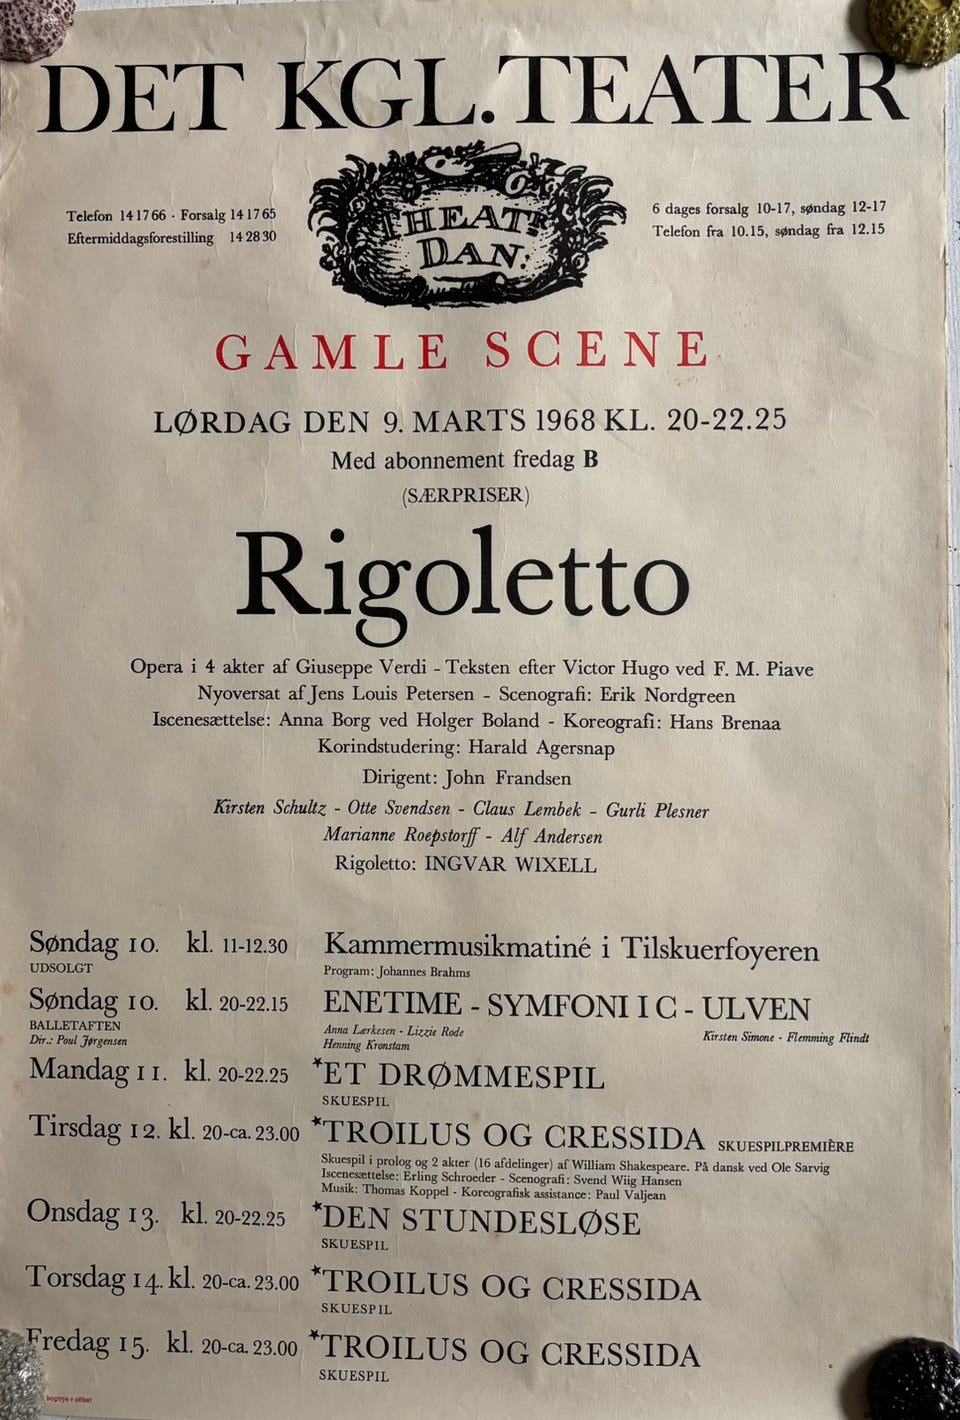 DET KGL. TEATER
Telefon 14 17 66 · Forsalg 14 17 65
Eftermiddagsforestilling 14 28 30
THEATR
DAN:
6 dages forsalg 10-17, søndag 12-17
Telefon fra 10.15, søndag fra 12.15
GAMLE SCENE
LØRDAG DEN 9. MARTS 1968 KL. 20-22.25
Med abonnement fredag B
(SÆRPRISER)
Rigoletto
Opera i 4 akter af Giuseppe Verdi - Teksten efter Victor Hugo ved F. M. Piave
Nyoversat af Jens Louis Petersen - Scenografi: Erik Nordgreen
Iscenesættelse: Anna Borg ved Holger Boland - Koreografi: Hans Brenaa
Korindstudering: Harald Agersnap
Dirigent: John Frandsen
Kirsten Schultz - Otte Svendsen - Claus Lembek - Gurli Plesner
Marianne Roepstorff - Alf Andersen
Rigoletto: INGVAR WIXELL
Søndag 10. kl. 11-12.30 Kammermusikmatiné i Tilskuerfoyeren
UDSOLGT Program: Johannes Brahms
Søndag 10. kl. 20-22.15 ENETIME - SYMFONI I C - ULVEN
BALLETAFTEN Anna Lærkesen - Lizzie Rode Kirsten Simone - Flemming Flindt
Dir.: Poul Jørgensen Henning Kronstam
Mandag 11. kl. 20-22.25 *ET DRØMMESPIL
SKUESPIL
Tirsdag 12. kl. 20-ca. 23.00 *TROILUS OG CRESSIDA SKUESPILPREMIÈRE
Skuespil i prolog og 2 akter (16 afdelinger) af William Shakespeare. På dansk ved Ole Sarvig
Iscenesættelse: Erling Schroeder - Scenografi: Svend Wiig Hansen
Musik: Thomas Koppel - Koreografisk assistance: Paul Valjean
Onsdag 13. kl. 20-22.25 *DEN STUNDESLØSE
SKUESPIL
Torsdag 14. kl. 20-ca. 23.00 *TROILUS OG CRESSIDA
SKUESPIL
Fredag 15. kl. 20-ca. 23.00 *TROILUS OG CRESSIDA
SKUESPIL
bogtryk + offset